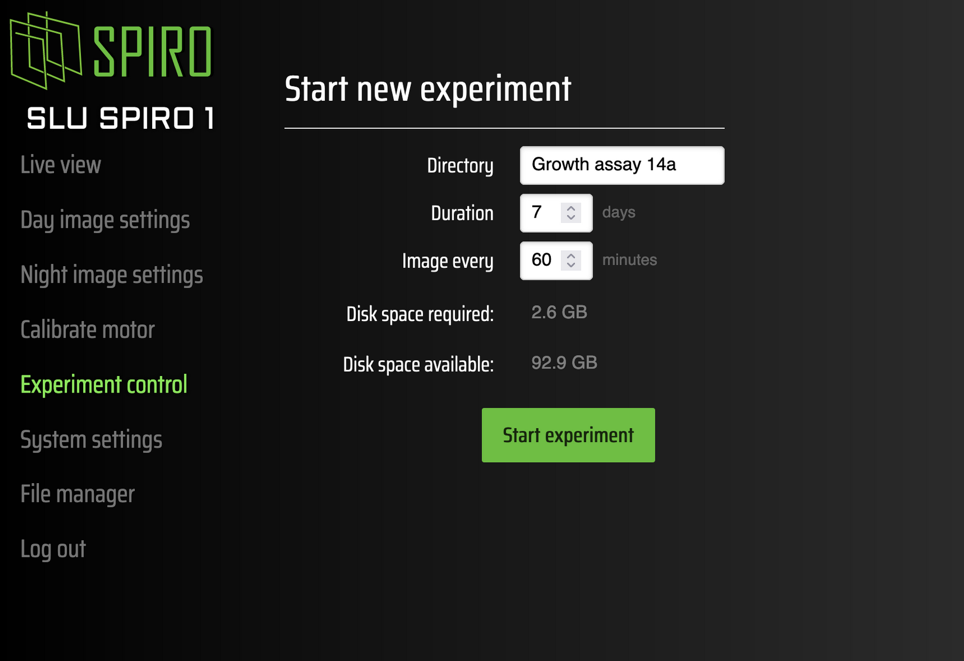 SPIRO
SLU SPIRO 1
Live view
Day image settings
Night image settings
Calibrate motor
Experiment control
System settings
File manager
Log out
Start new experiment
Directory Growth assay 14a
Duration 7 days
Image every 60 minutes
Disk space required: 2.6 GB
Disk space available: 92.9 GB
Start experiment